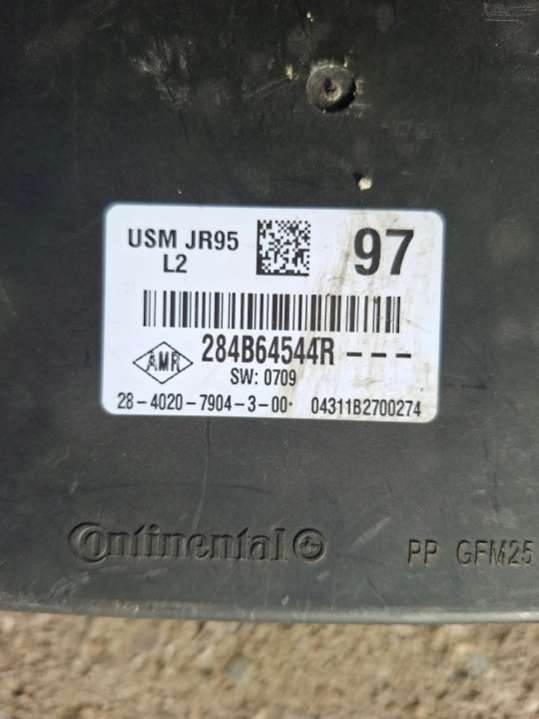 USM JR95
L2
97
AMR
284B64544R---
SW: 0709
28-4020-7904-3-00· 04311B2700274
Continental
PP GFM25